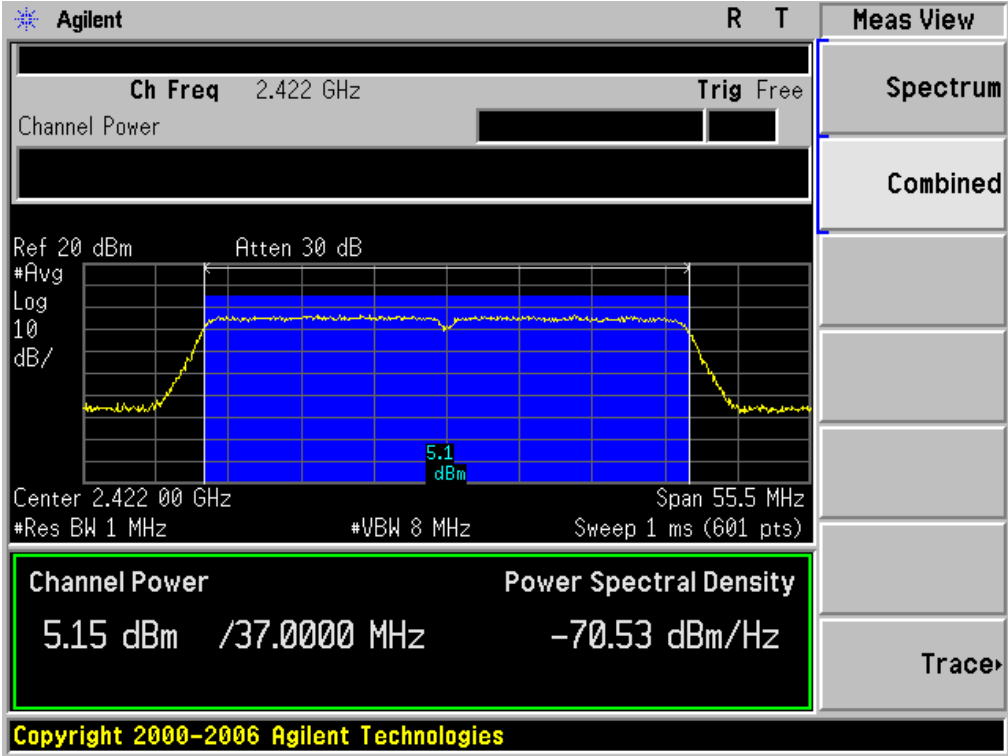 Agilent R T Meas View
Ch Freq 2.422 GHz Trig Free
Channel Power
Spectrum
Combined
Ref 20 dBm Atten 30 dB
#Avg
Log
10
dB/
5.1
dBm
Center 2.422 00 GHz Span 55.5 MHz
#Res BW 1 MHz #VBW 8 MHz Sweep 1 ms (601 pts)
Channel Power Power Spectral Density
5.15 dBm /37.0000 MHz -70.53 dBm/Hz
Trace
Copyright 2000-2006 Agilent Technologies